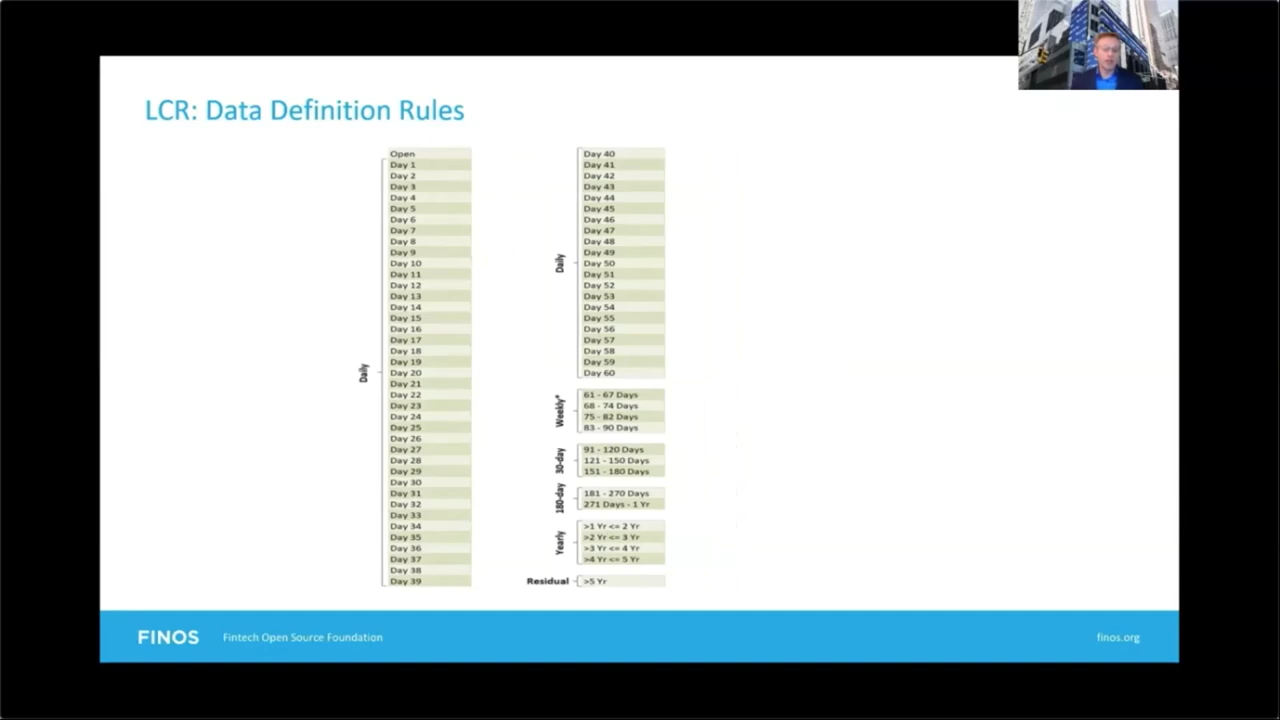 LCR: Data Definition Rules
Daily
Open
Day 1
Day 2
Day 3
Day 4
Day 5
Day 6
Day 7
Day 8
Day 9
Day 10
Day 11
Day 12
Day 13
Day 14
Day 15
Day 16
Day 17
Day 18
Day 19
Day 20
Day 21
Day 22
Day 23
Day 24
Day 25
Day 26
Day 27
Day 28
Day 29
Day 30
Day 31
Day 32
Day 33
Day 34
Day 35
Day 36
Day 37
Day 38
Day 39
Daily
Day 40
Day 41
Day 42
Day 43
Day 44
Day 45
Day 46
Day 47
Day 48
Day 49
Day 50
Day 51
Day 52
Day 53
Day 54
Day 55
Day 56
Day 57
Day 58
Day 59
Day 60
Weekly*
61 - 67 Days
68 - 74 Days
75 - 82 Days
83 - 90 Days
30-day
91 - 120 Days
121 - 150 Days
151 - 180 Days
180-day
181 - 270 Days
271 Days - 1 Yr
Yearly
>1 Yr <= 2 Yr
>2 Yr <= 3 Yr
>3 Yr <= 4 Yr
>4 Yr <= 5 Yr
Residual
>5 Yr
FINOS
Fintech Open Source Foundation
finos.org